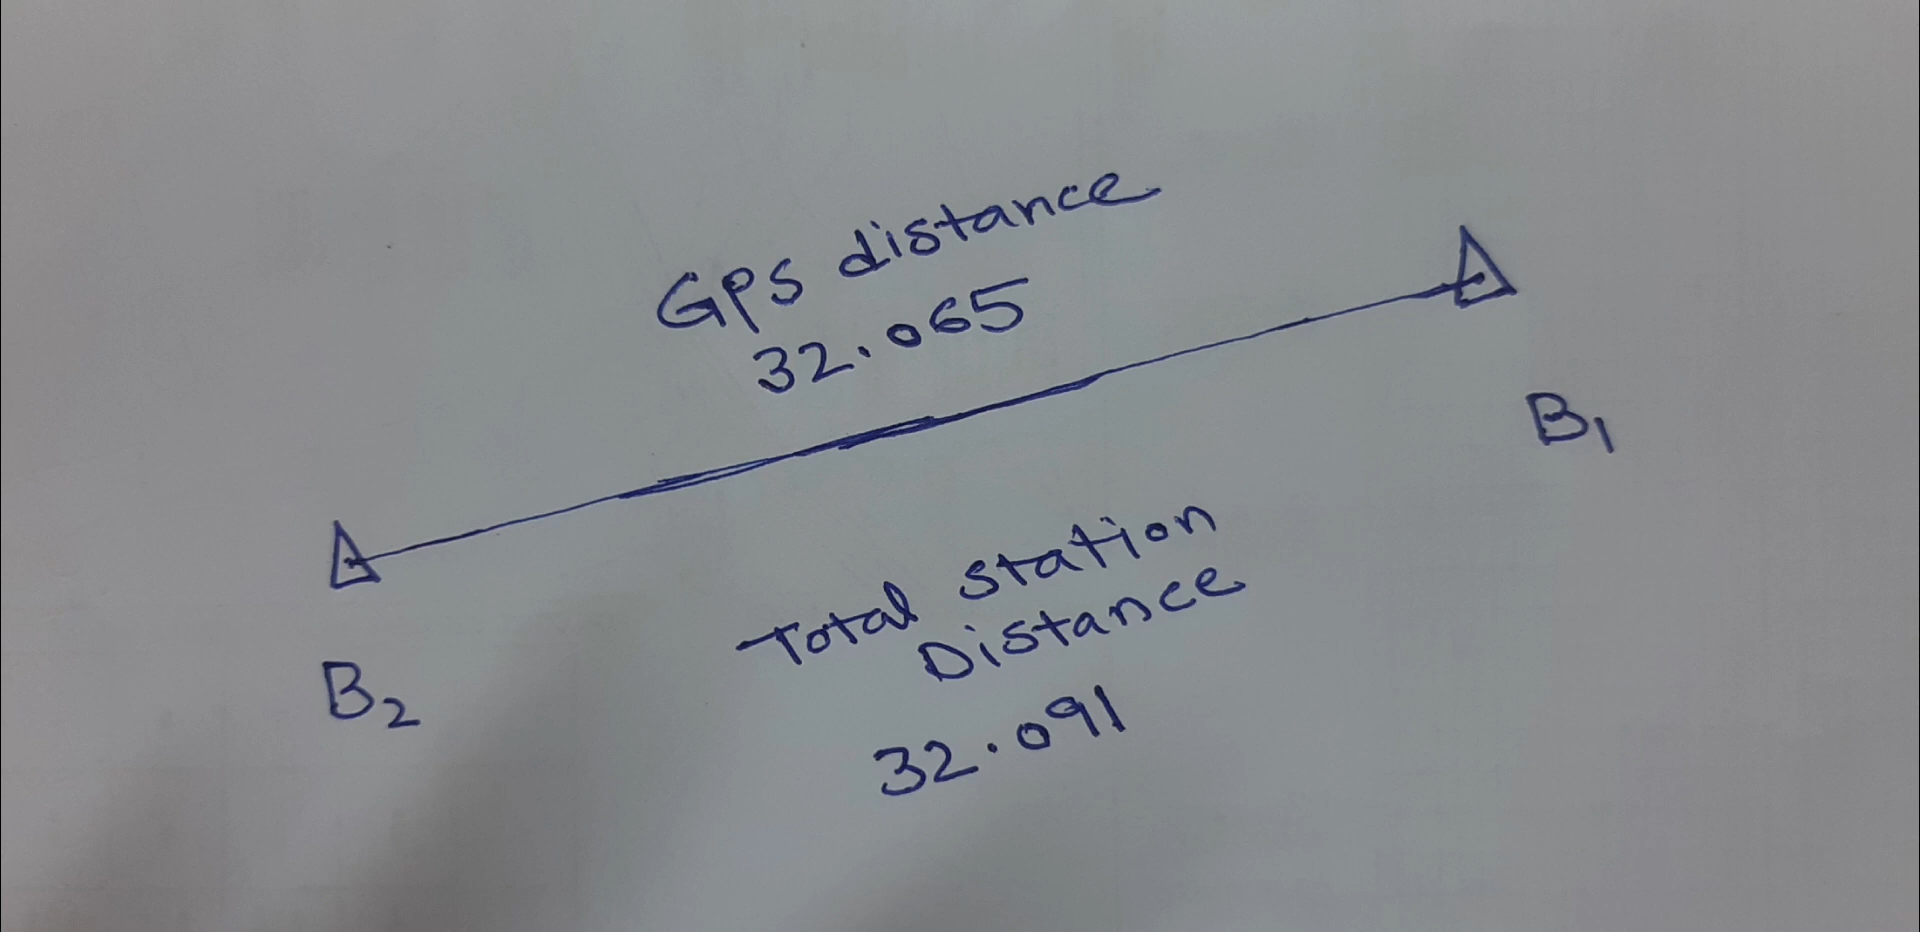 GPS distance
32.065
B1
Total station
Distance
32.091
B2